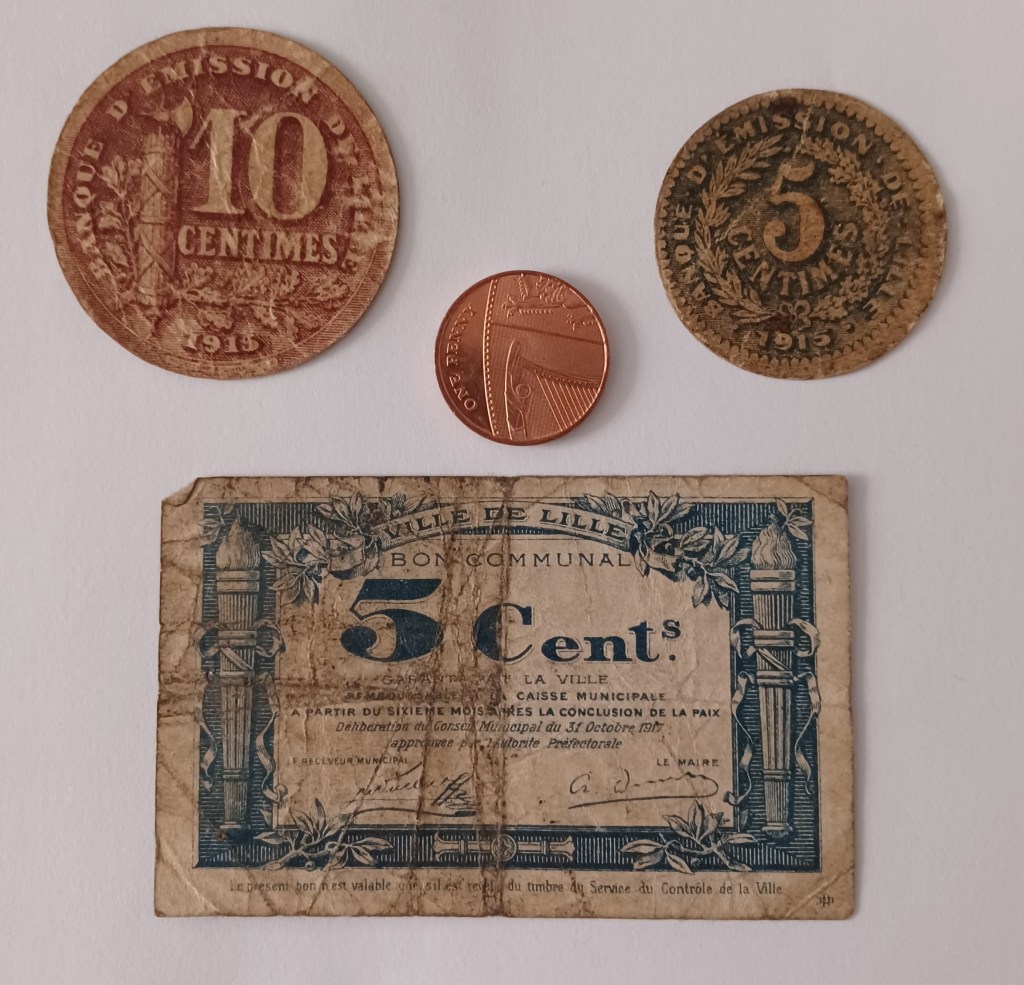 BANQUE D'EMISSION DE LILLE
10
CENTIMES
1915
BANQUE D'EMISSION DE LILLE
5
CENTIMES
1915
ONE PENNY
VILLE DE LILLE
BON COMMUNAL
5 Cent.s
GARANTI PAR LA VILLE
REMBOURSABLE A LA CAISSE MUNICIPALE
A PARTIR DU SIXIEME MOIS APRES LA CONCLUSION DE LA PAIX
Délibération du Conseil Municipal du 31 Octobre 1917
approuvée par l'Autorité Préfectorale
LE RECEVEUR MUNICIPAL
LE MAIRE
Le présent bon n'est valable que s'il est revêtu du timbre du Service du Contrôle de la Ville